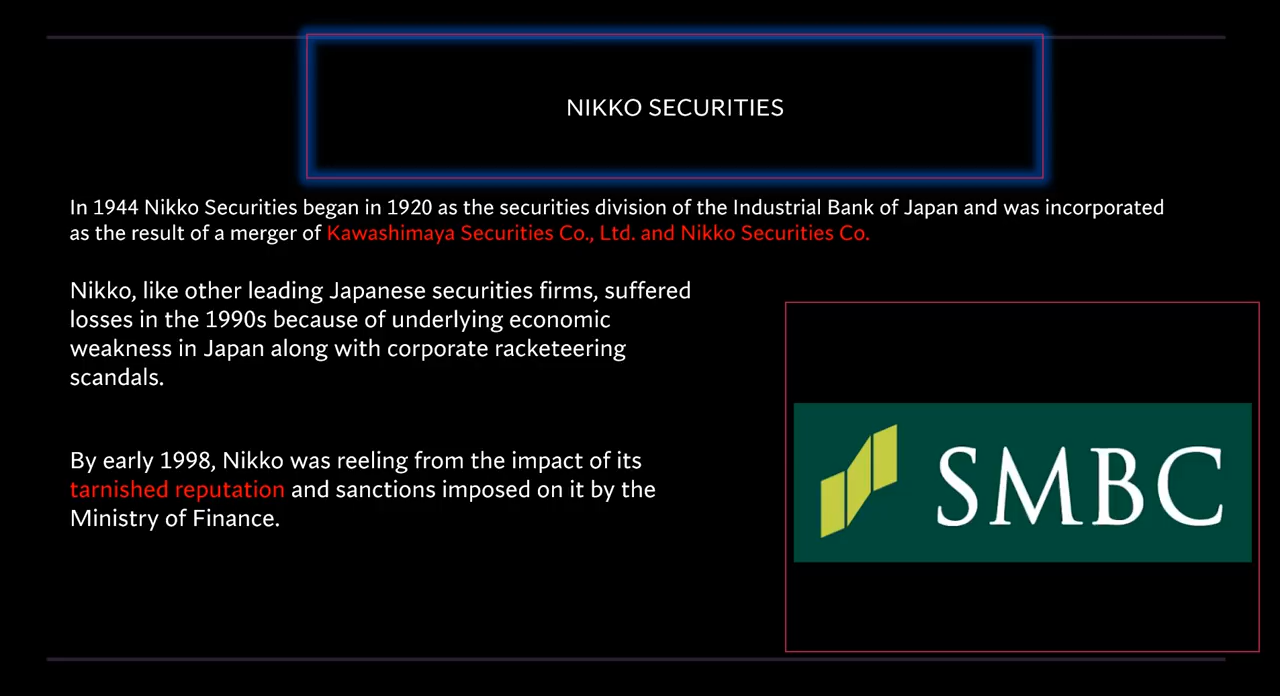 NIKKO SECURITIES
In 1944 Nikko Securities began in 1920 as the securities division of the Industrial Bank of Japan and was incorporated
as the result of a merger of Kawashimaya Securities Co., Ltd. and Nikko Securities Co.
Nikko, like other leading Japanese securities firms, suffered
losses in the 1990s because of underlying economic
weakness in Japan along with corporate racketeering
scandals.
By early 1998, Nikko was reeling from the impact of its
tarnished reputation and sanctions imposed on it by the
Ministry of Finance.
SMBC